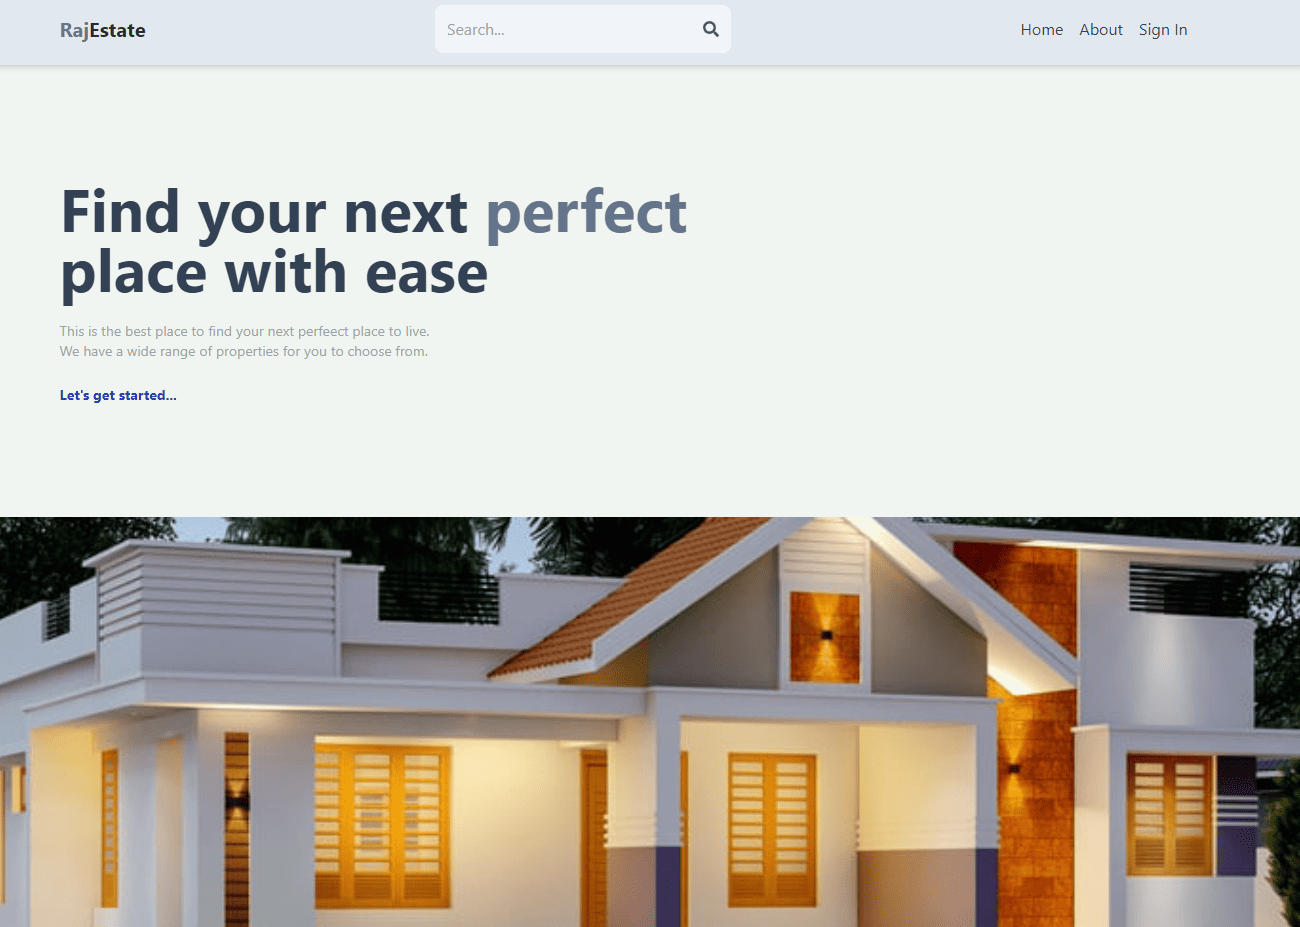 RajEstate
Search...
Home About Sign In
Find your next perfect
place with ease
This is the best place to find your next perfeect place to live.
We have a wide range of properties for you to choose from.
Let's get started...